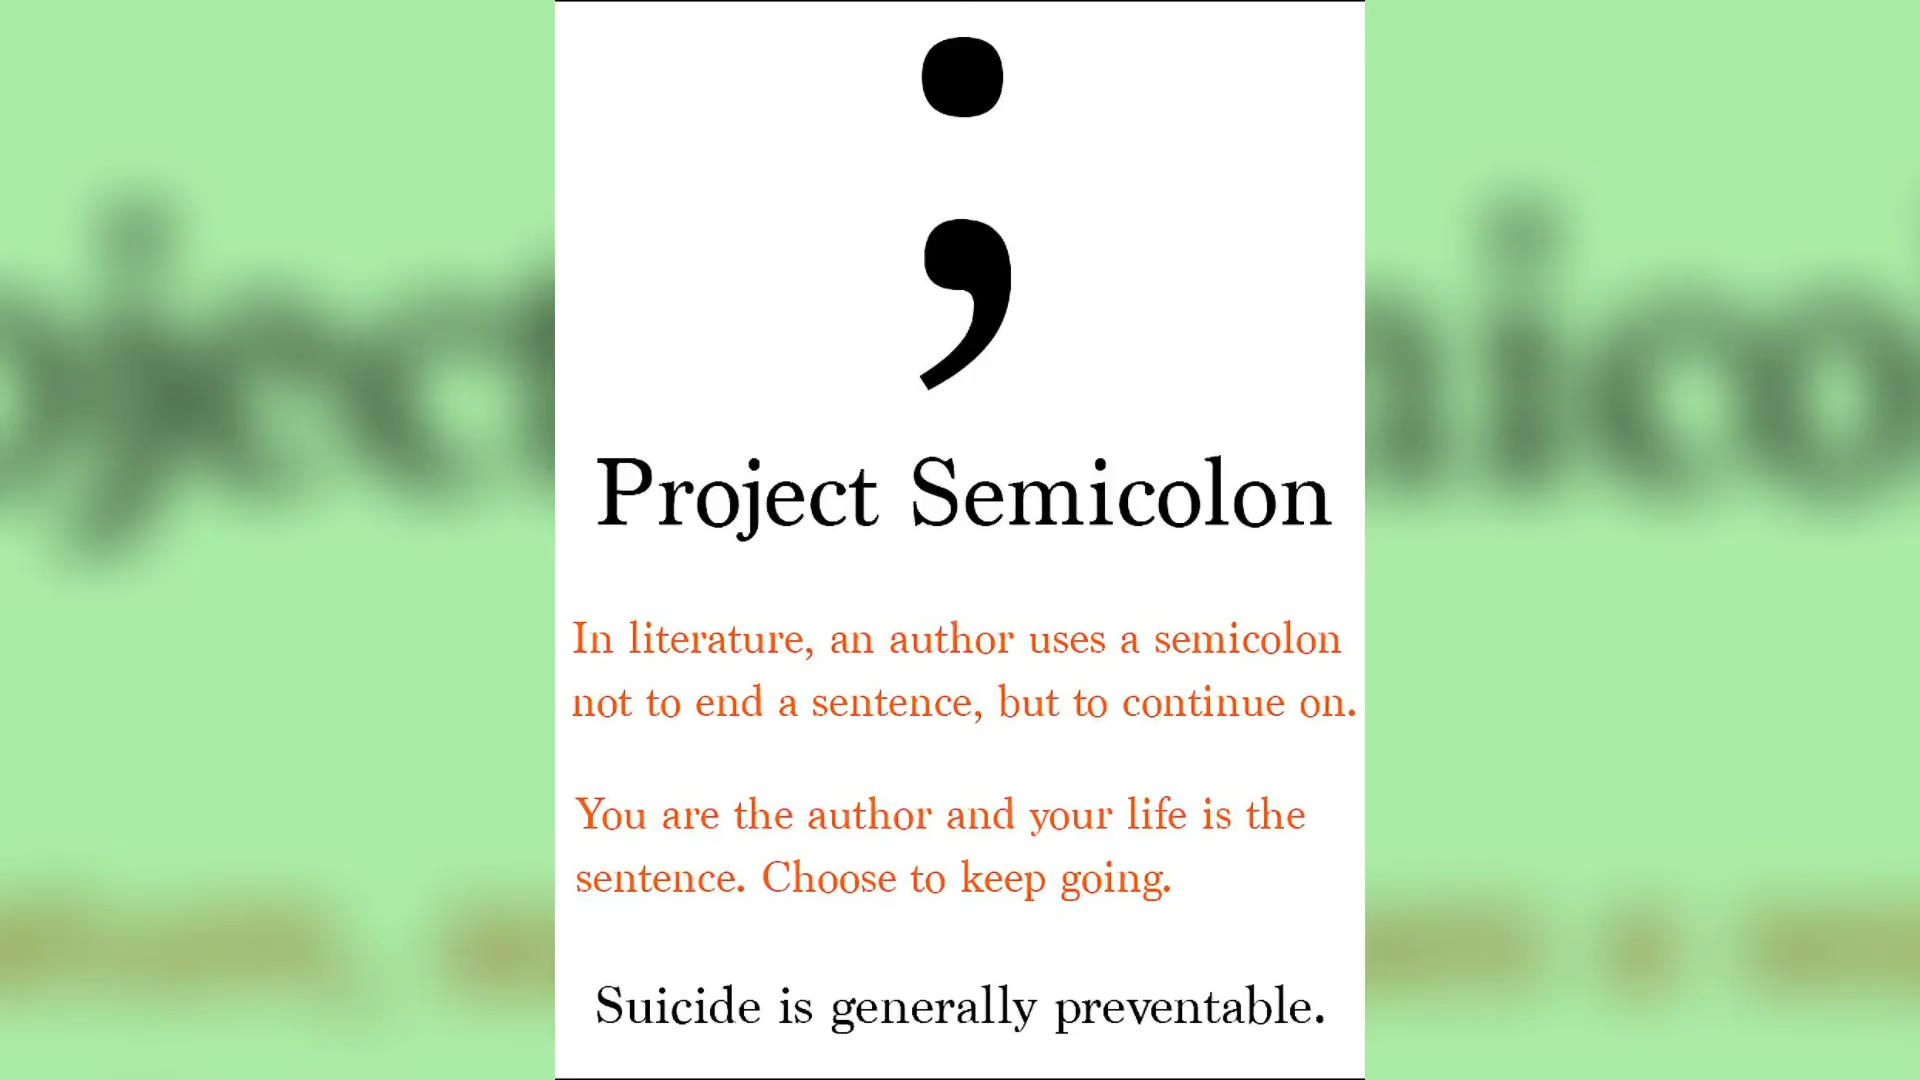 ;
Project Semicolon
In literature, an author uses a semicolon
not to end a sentence, but to continue on.
You are the author and your life is the
sentence. Choose to keep going.
Suicide is generally preventable.